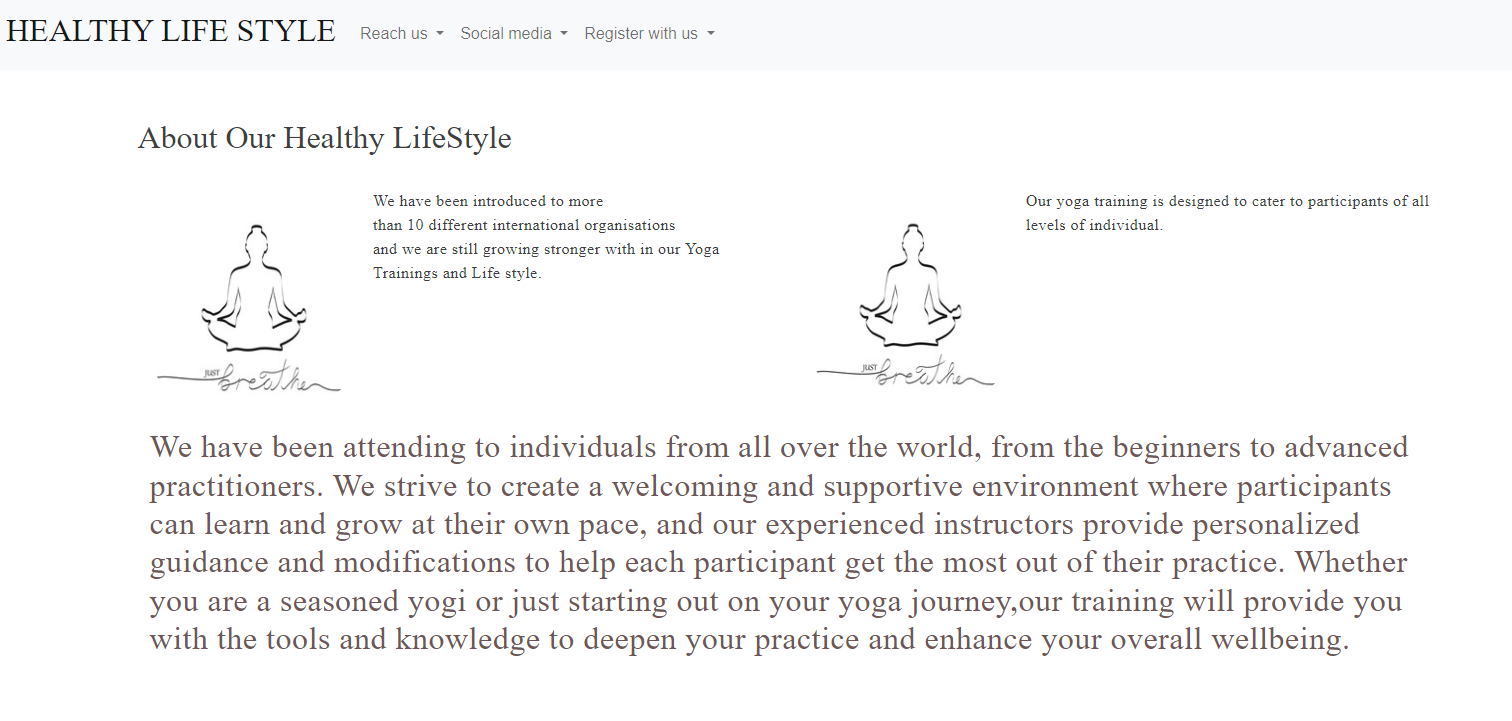 HEALTHY LIFE STYLE Reach us Social media Register with us
About Our Healthy LifeStyle
We have been introduced to more
than 10 different international organisations
and we are still growing stronger with in our Yoga
Trainings and Life style.
JUST breathe
Our yoga training is designed to cater to participants of all
levels of individual.
JUST breathe
We have been attending to individuals from all over the world, from the beginners to advanced
practitioners. We strive to create a welcoming and supportive environment where participants
can learn and grow at their own pace, and our experienced instructors provide personalized
guidance and modifications to help each participant get the most out of their practice. Whether
you are a seasoned yogi or just starting out on your yoga journey,our training will provide you
with the tools and knowledge to deepen your practice and enhance your overall wellbeing.